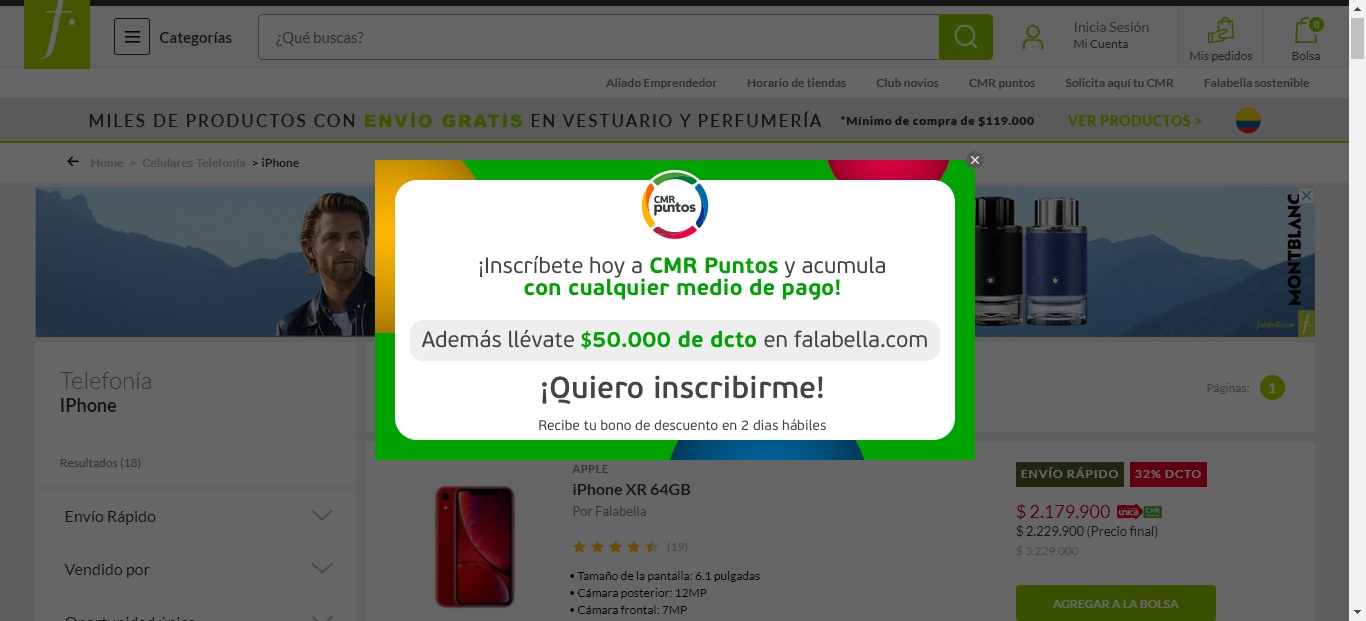 f.
Categorías
¿Qué buscas?
Inicia Sesión
Mi Cuenta
Mis pedidos
0
Bolsa
Aliado Emprendedor
Horario de tiendas
Club novios
CMR puntos
Solicita aquí tu CMR
Falabella sostenible
MILES DE PRODUCTOS CON ENVÍO GRATIS EN VESTUARIO Y PERFUMERÍA *Mínimo de compra de $119.000 VER PRODUCTOS >
Home > Celulares-Telefonía > iPhone
MONTBLANC
falabella.com f.
CMR
puntos
¡Inscríbete hoy a CMR Puntos y acumula
con cualquier medio de pago!
Además llévate $50.000 de dcto en falabella.com
¡Quiero inscribirme!
Recibe tu bono de descuento en 2 dias hábiles
Telefonía
IPhone
Páginas: 1
Resultados (18)
Envío Rápido
Vendido por
Oportunidad única
APPLE
iPhone XR 64GB
Por Falabella
(19)
• Tamaño de la pantalla: 6.1 pulgadas
• Cámara posterior: 12MP
• Cámara frontal: 7MP
ENVÍO RÁPIDO 32% DCTO
$ 2.179.900 única CMR
$ 2.229.900 (Precio final)
$ 3.229.000
AGREGAR A LA BOLSA